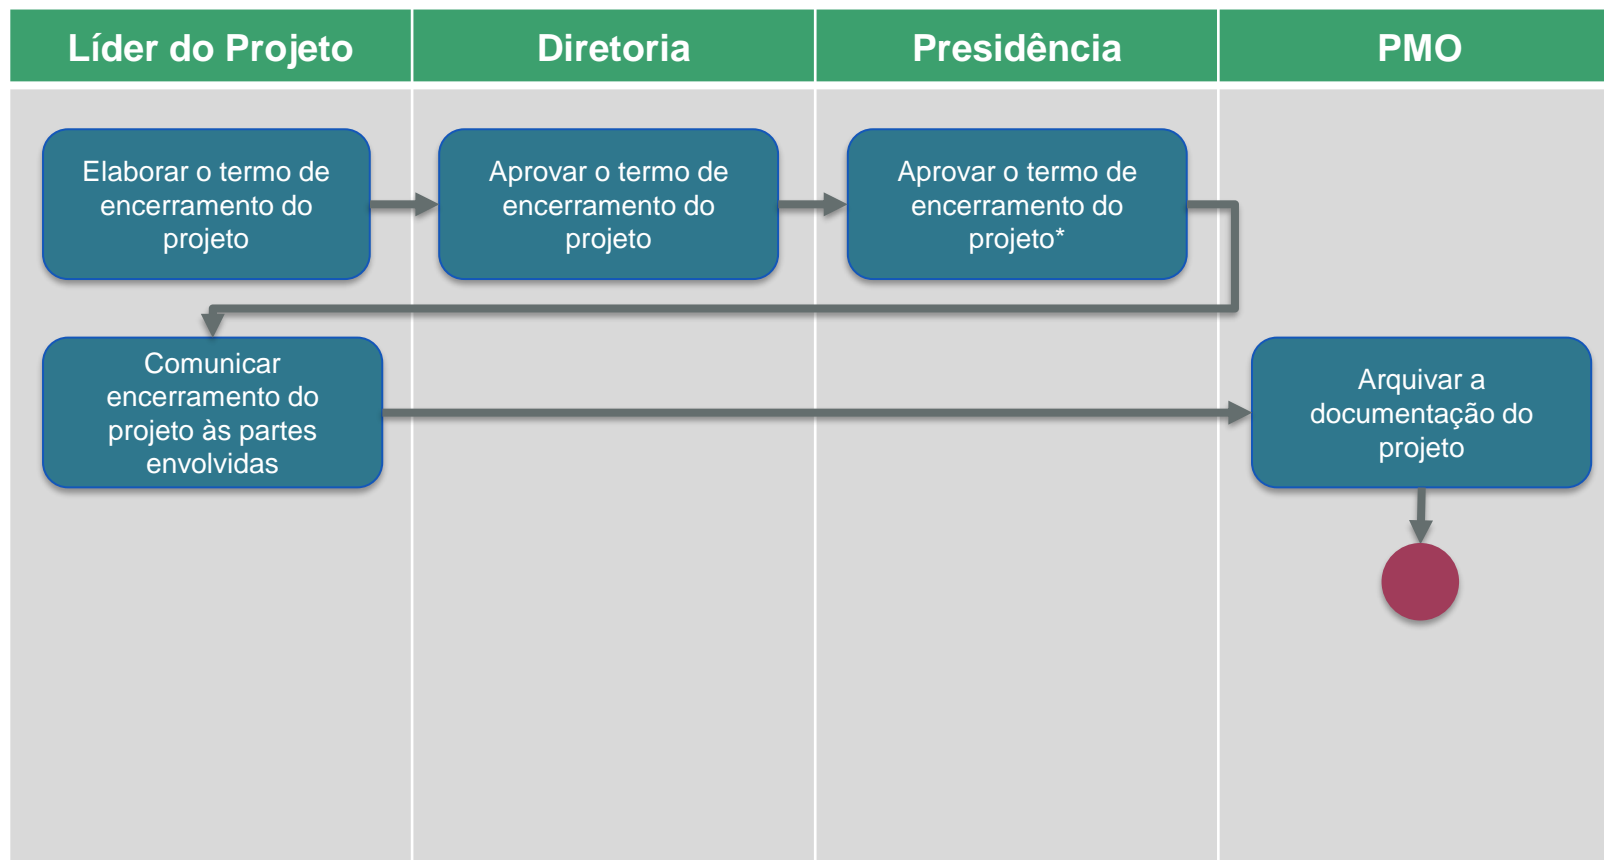 Líder do Projeto
Diretoria
Presidência
PMO
Elaborar o termo de
encerramento do
projeto
Aprovar o termo de
encerramento do
projeto
Aprovar o termo de
encerramento do
projeto*
Comunicar
encerramento do
projeto às partes
envolvidas
Arquivar a
documentação do
projeto